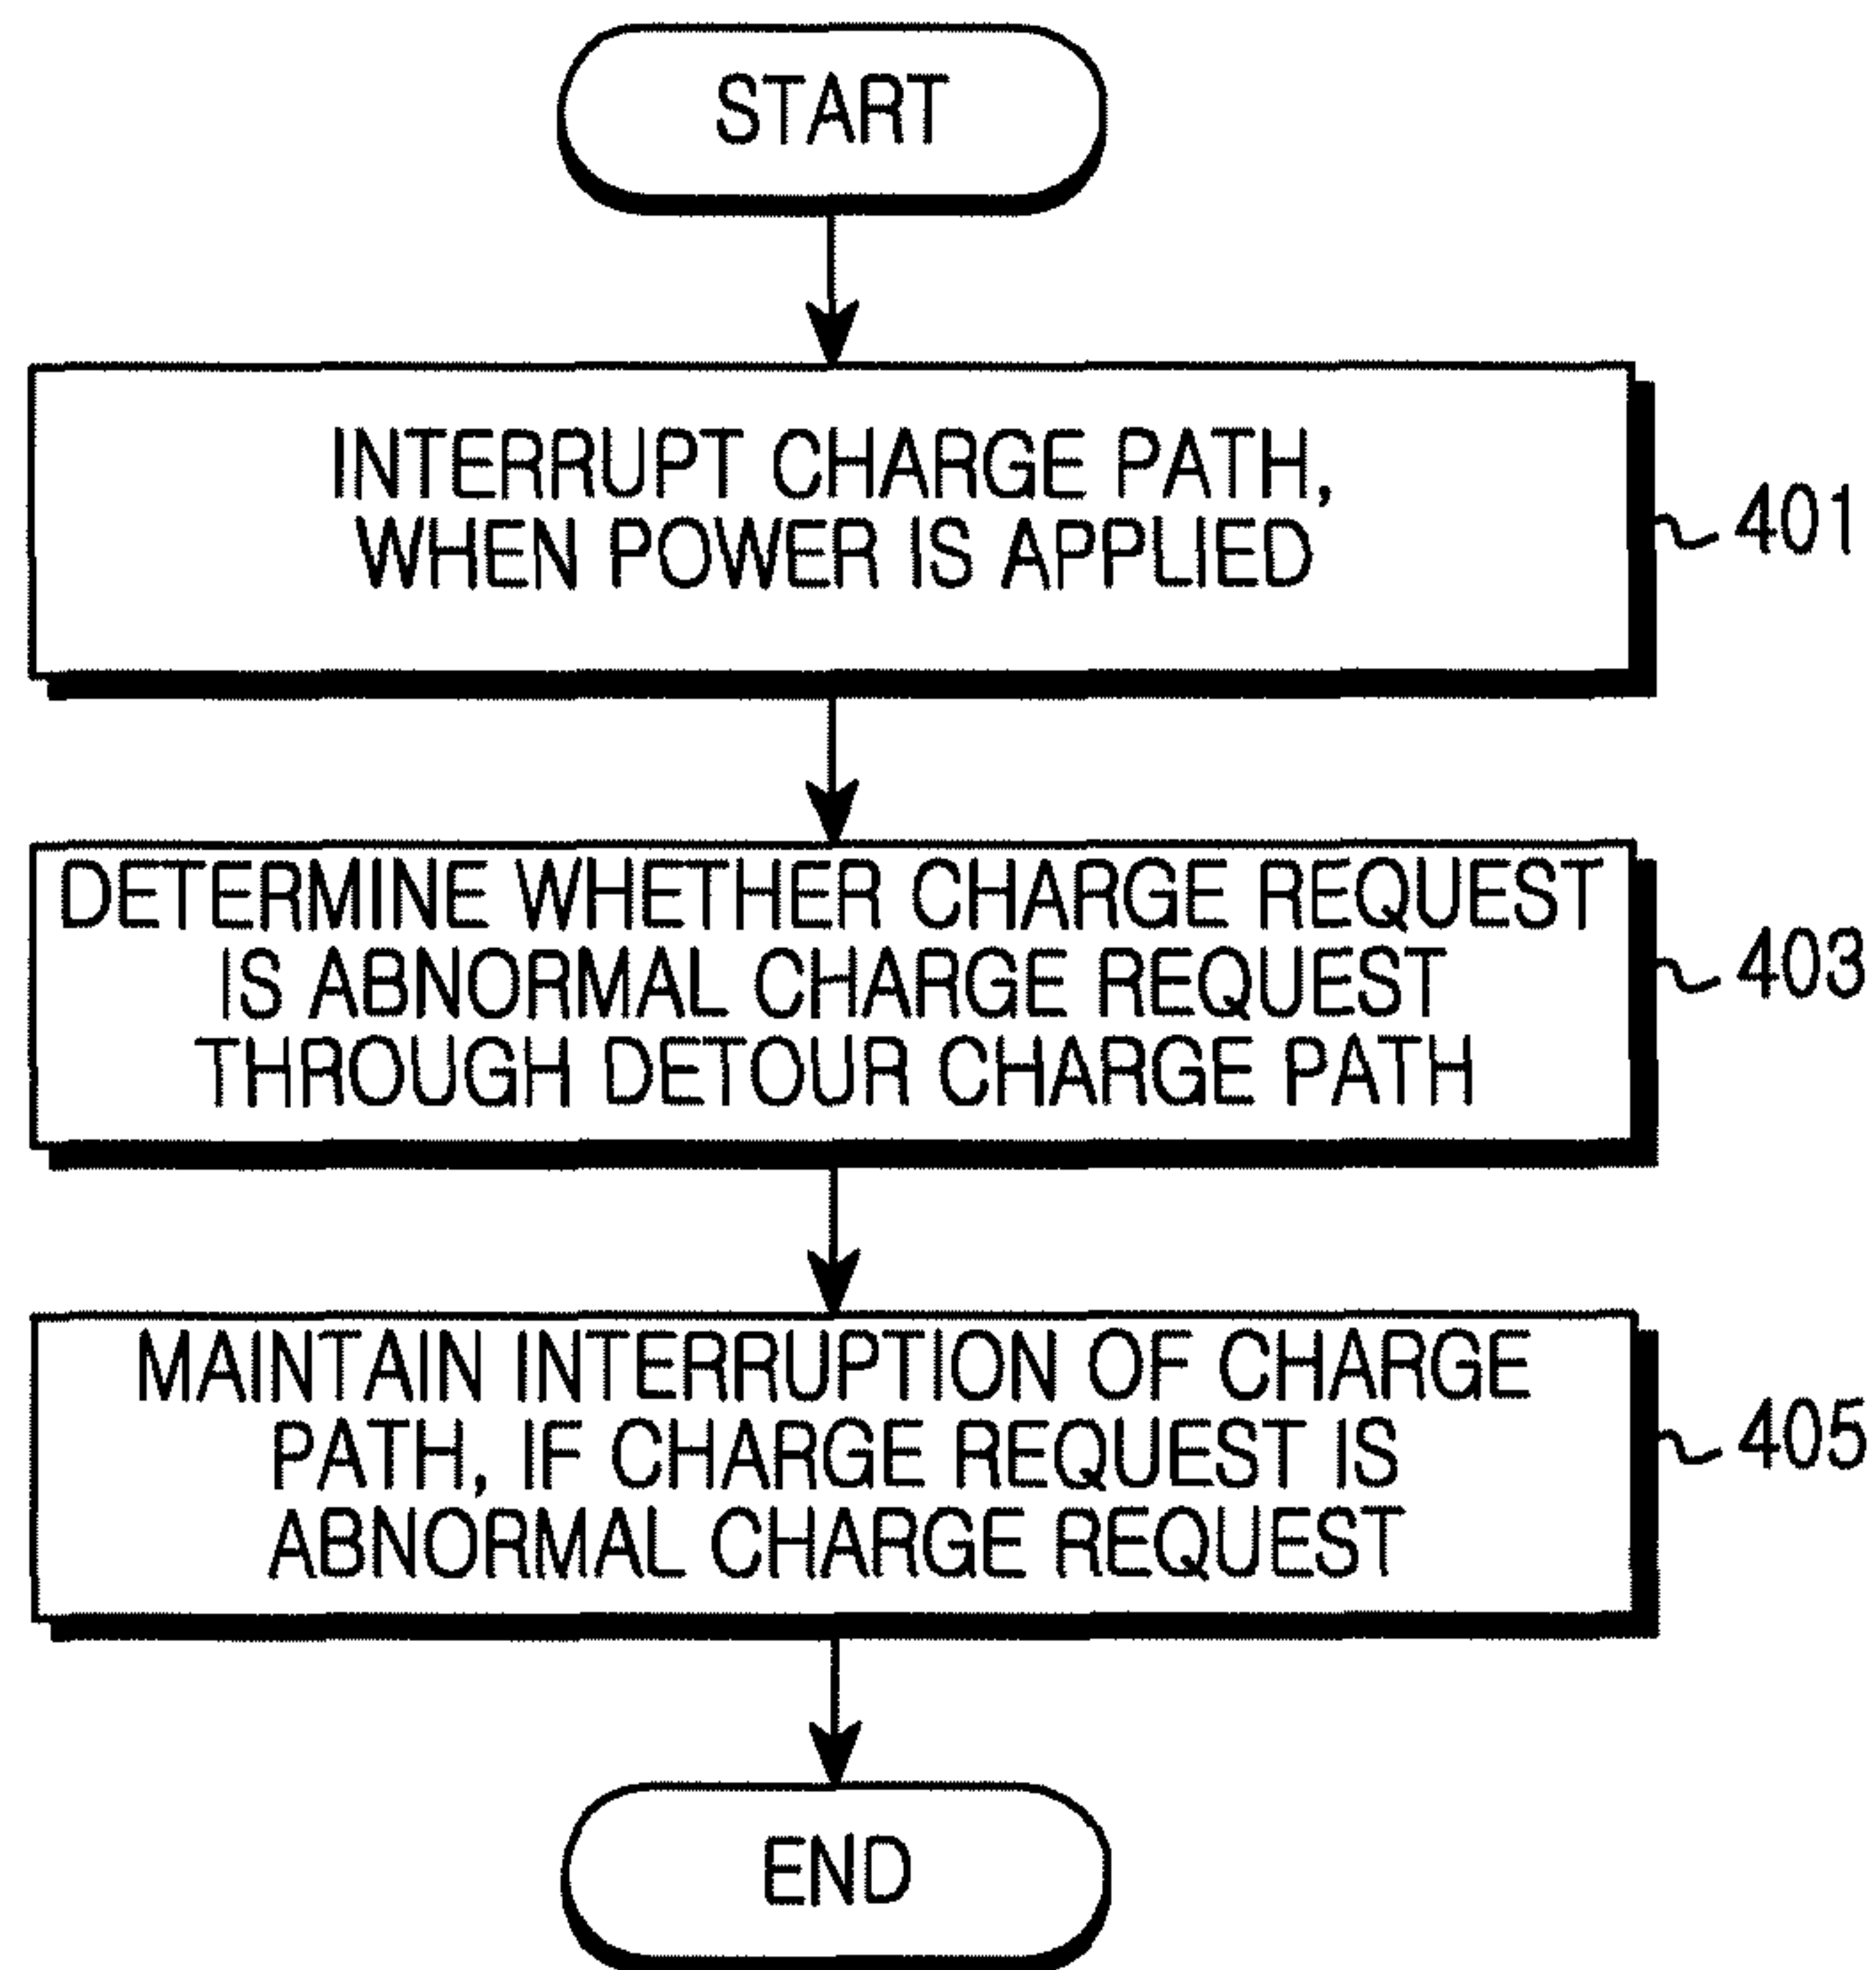 START
INTERRUPT CHARGE PATH,
WHEN POWER IS APPLIED
401
DETERMINE WHETHER CHARGE REQUEST
IS ABNORMAL CHARGE REQUEST
THROUGH DETOUR CHARGE PATH
403
MAINTAIN INTERRUPTION OF CHARGE
PATH, IF CHARGE REQUEST IS
ABNORMAL CHARGE REQUEST
405
END